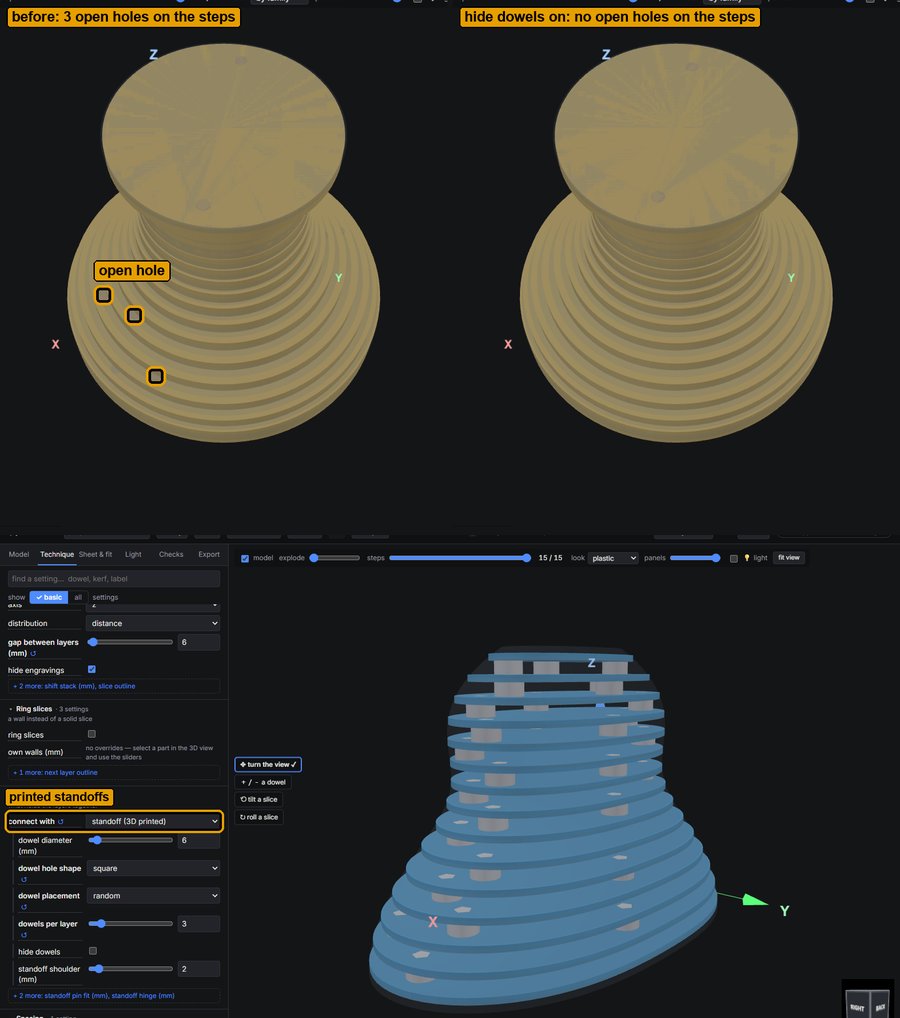 before: 3 open holes on the steps
hide dowels on: no open holes on the steps
Z
Z
open hole
Y
Y
X
X
Model Technique Sheet & fit Light Checks Export
model explode steps 15 / 15 look plastic panels light fit view
find a setting... dowel, kerf, label
show ✓ basic all settings
axis z
distribution distance
gap between layers (mm) 6
hide engravings
+ 2 more: shift stack (mm), slice outline
Ring slices · 3 settings
a wall instead of a solid slice
ring slices
own walls (mm) no overrides — select a part in the 3D view
and use the sliders
+ 1 more: next layer outline
printed standoffs
connect with standoff (3D printed)
dowel diameter (mm) 6
dowel hole shape square
dowel placement random
dowels per layer 3
hide dowels
standoff shoulder (mm) 2
+ 2 more: standoff pin fit (mm), standoff hinge (mm)
turn the view ✓
+ / - a dowel
tilt a slice
roll a slice
Z
X
Y
RIGHT BACK